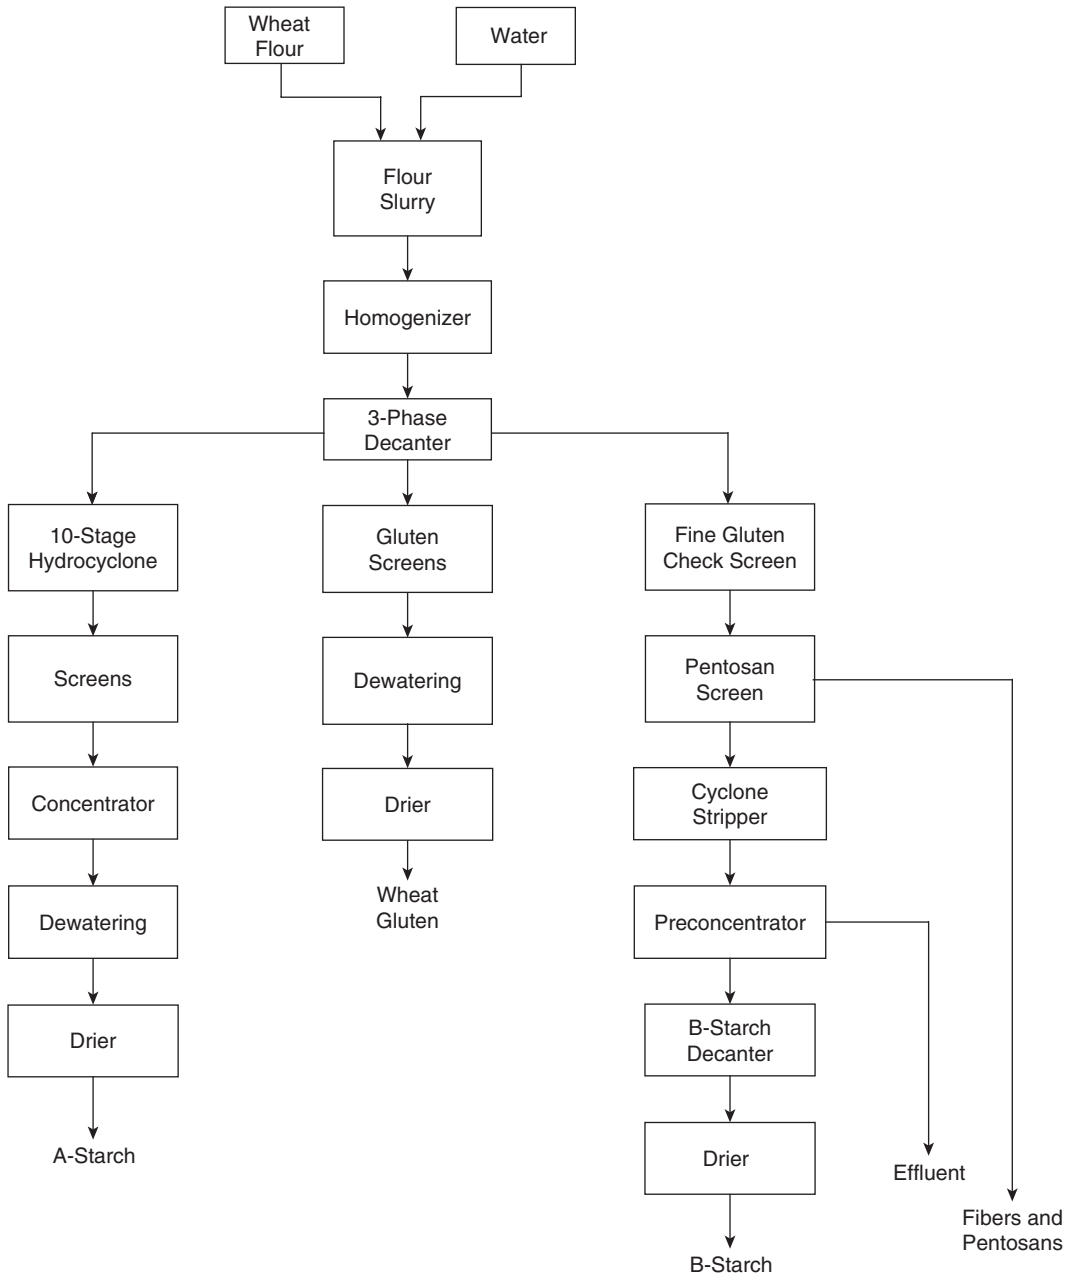 Wheat
Flour
Water
Flour
Slurry
Homogenizer
3-Phase
Decanter
10-Stage
Hydrocyclone
Gluten
Screens
Fine Gluten
Check Screen
Screens
Dewatering
Pentosan
Screen
Concentrator
Drier
Cyclone
Stripper
Wheat
Gluten
Dewatering
Preconcentrator
Drier
B-Starch
Decanter
A-Starch
Drier
Effluent
Fibers and
Pentosans
B-Starch